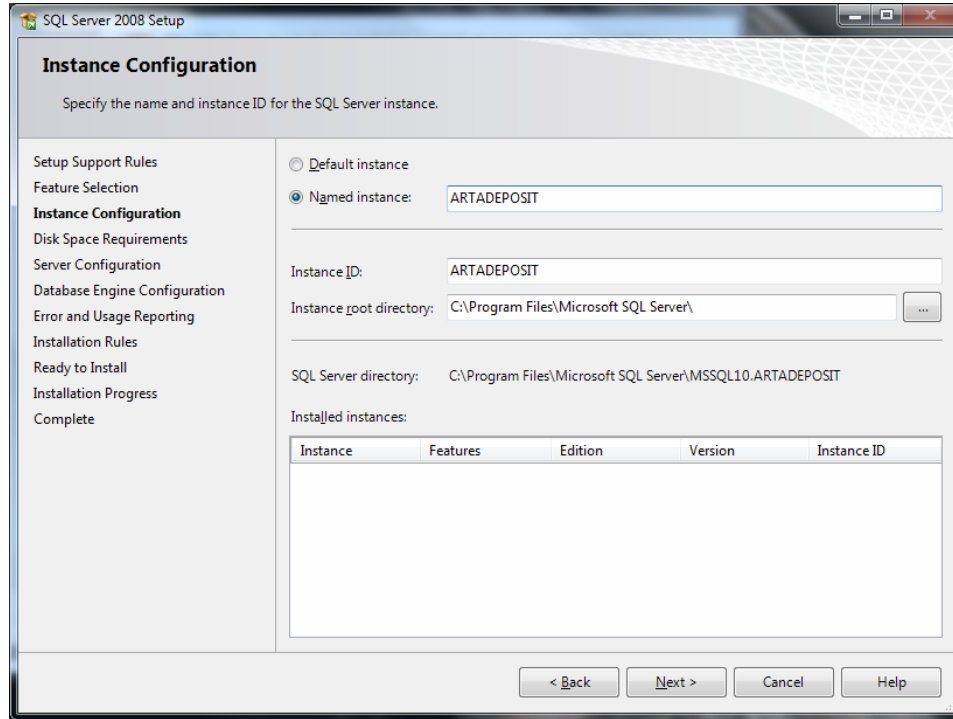 SQL Server 2008 Setup
Instance Configuration
Specify the name and instance ID for the SQL Server instance.
Setup Support Rules
Feature Selection
Instance Configuration
Disk Space Requirements
Server Configuration
Database Engine Configuration
Error and Usage Reporting
Installation Rules
Ready to Install
Installation Progress
Complete
Default instance
Named instance: ARTADEPOSIT
Instance ID: ARTADEPOSIT
Instance root directory: C:\Program Files\Microsoft SQL Server\ ...
SQL Server directory: C:\Program Files\Microsoft SQL Server\MSSQL10.ARTADEPOSIT
Installed instances:
Instance Features Edition Version Instance ID
< Back Next > Cancel Help